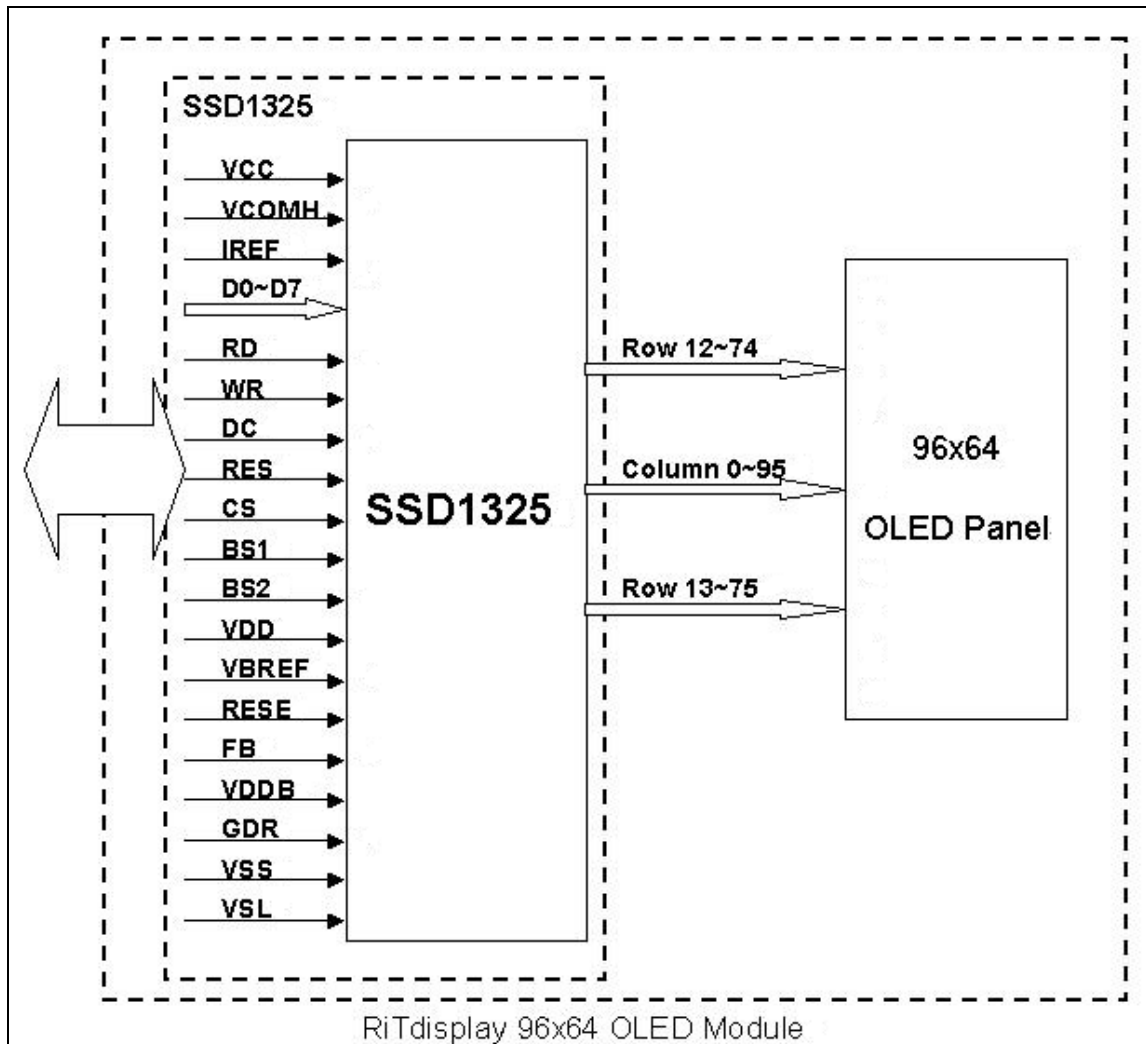 SSD1325
VCC
VCOMH
IREF
D0~D7
RD
WR
DC
RES
CS
BS1
BS2
VDD
VBREF
RESE
FB
VDDB
GDR
VSS
VSL
SSD1325
Row 12~74
Column 0~95
Row 13~75
96x64
OLED Panel
RiTdisplay 96x64 OLED Module